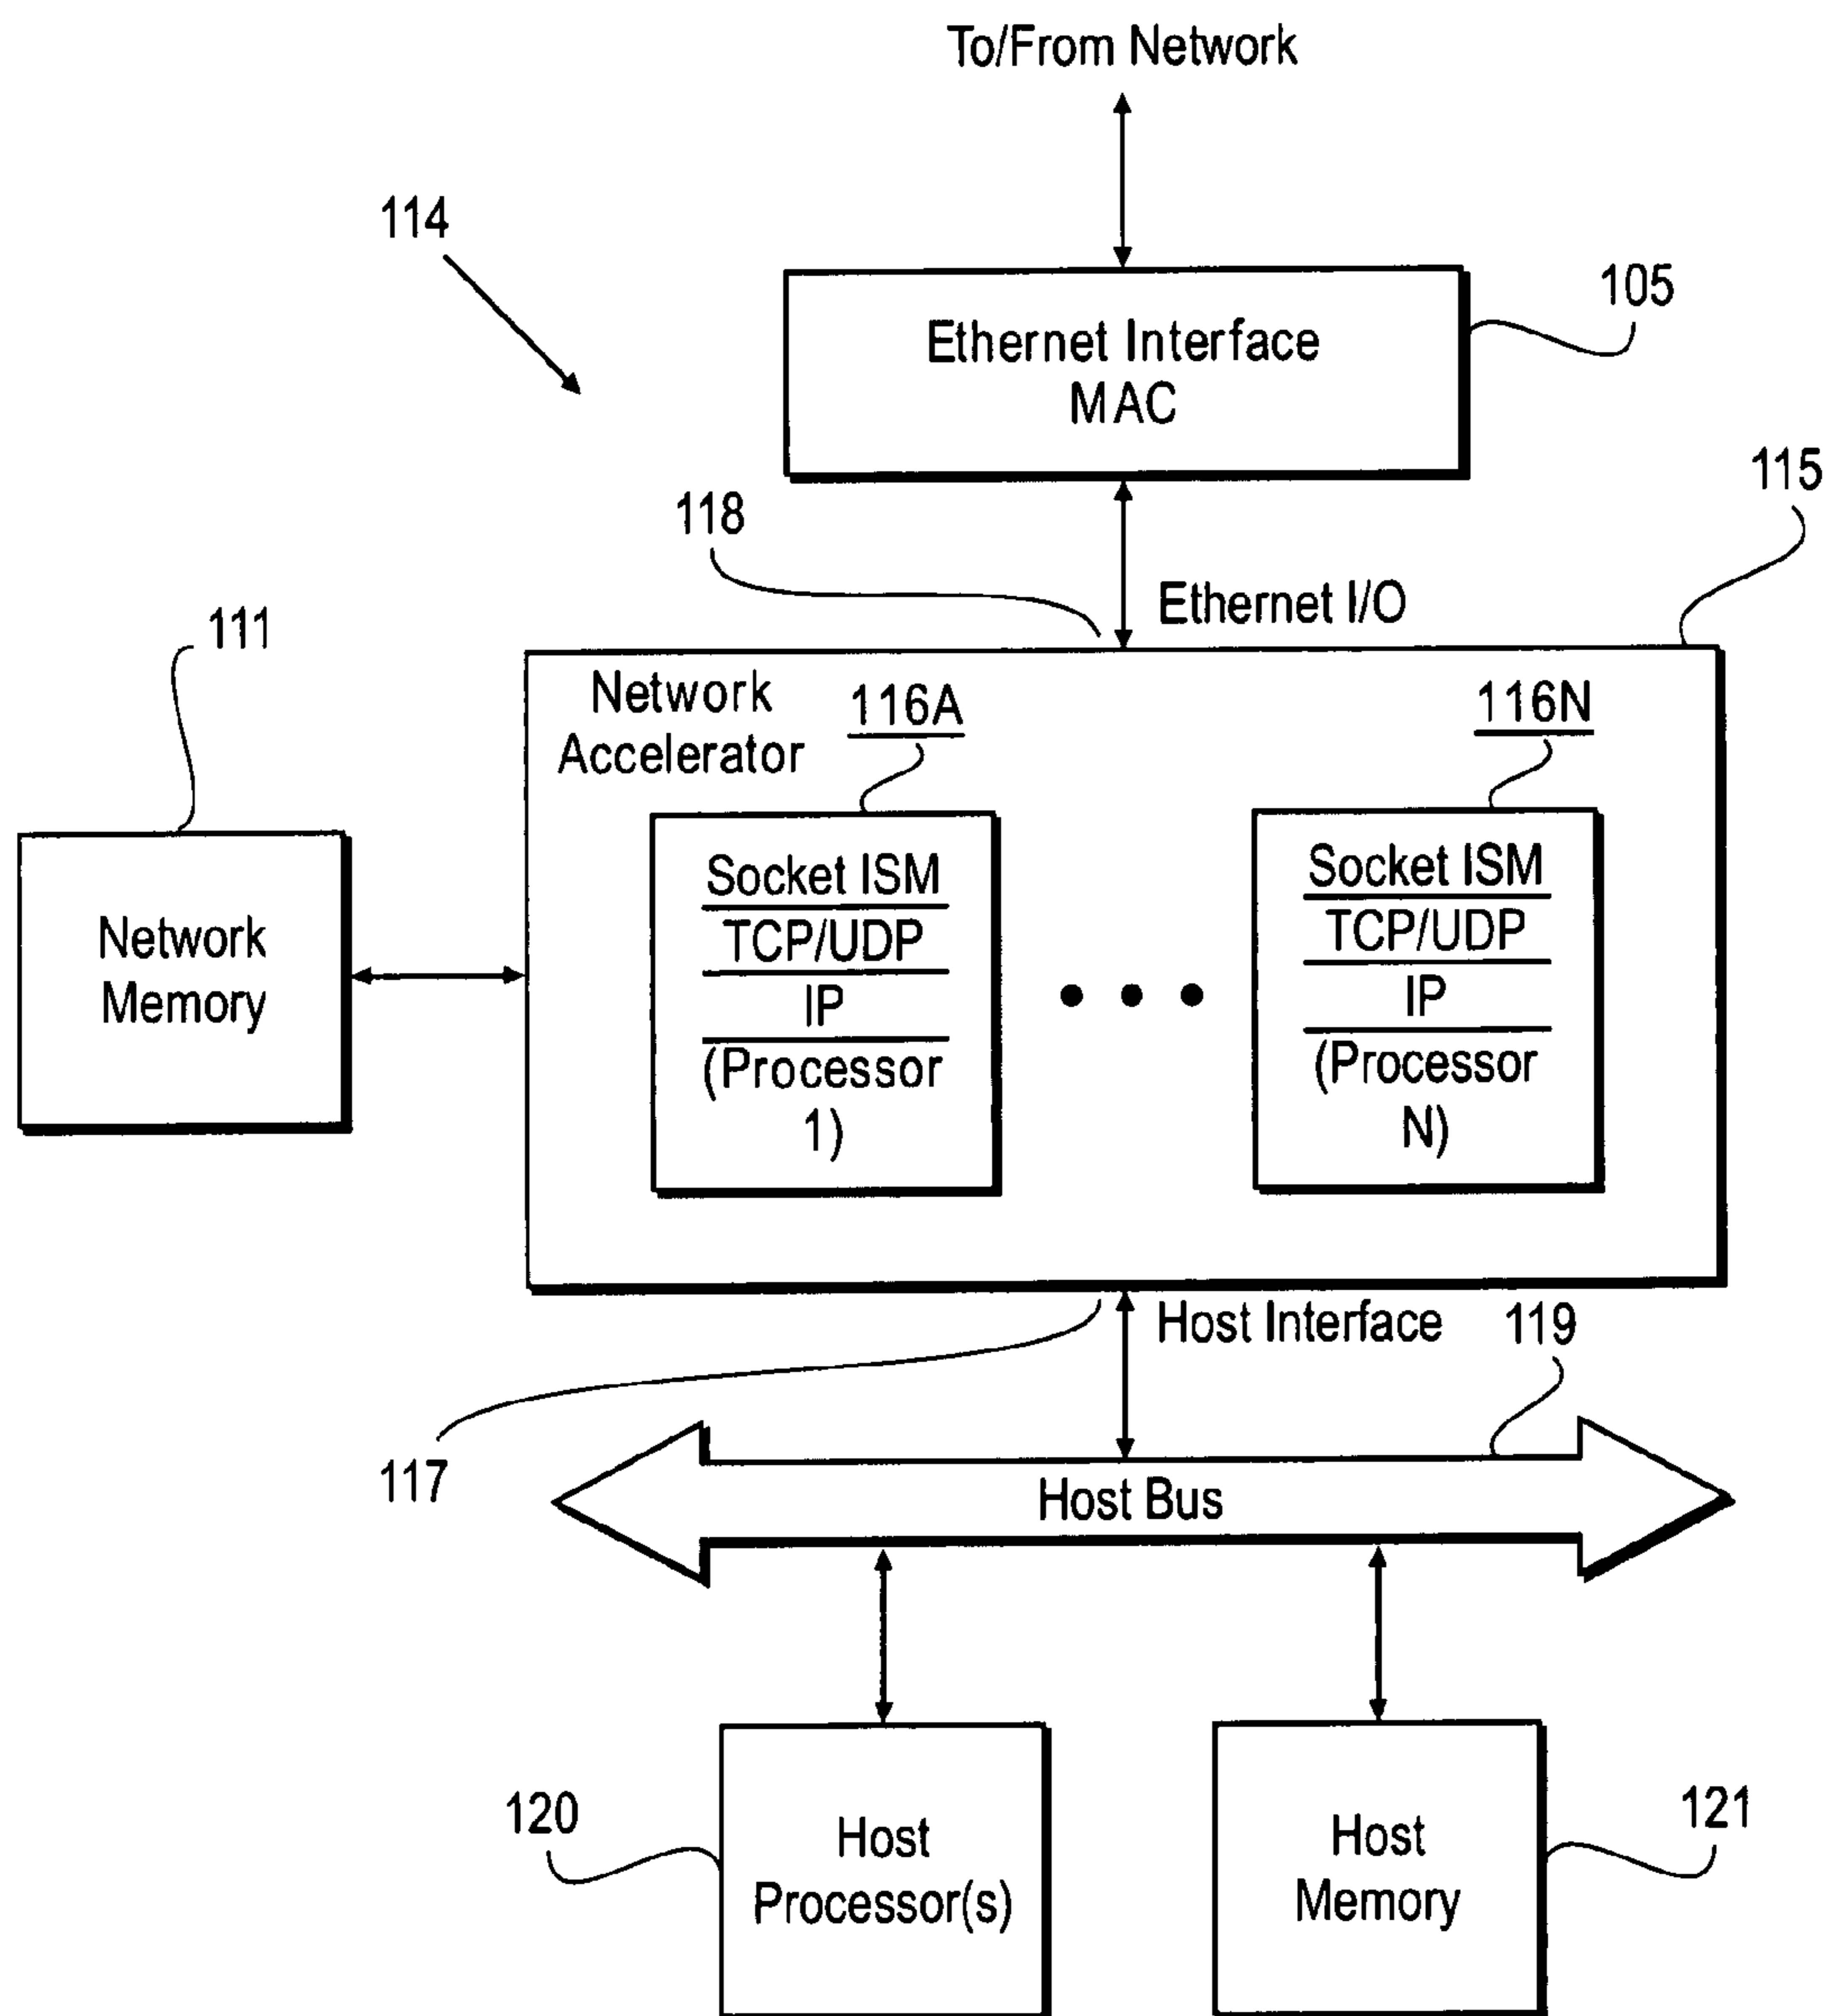 To/From Network
114
105
Ethernet Interface
MAC
115
118
Ethernet I/O
111
Network
Accelerator
116A
116N
Network
Memory
Socket ISM
TCP/UDP
IP
(Processor
1)
Socket ISM
TCP/UDP
IP
(Processor
N)
Host Interface
119
117
Host Bus
120
Host
Processor(s)
Host
Memory
121